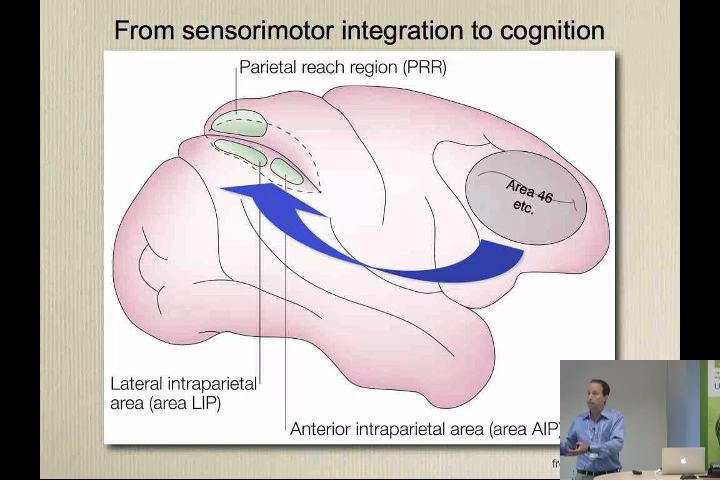 From sensorimotor integration to cognition
Parietal reach region (PRR)
Area 46
etc.
Lateral intraparietal
area (area LIP)
Anterior intraparietal area (area AIP)